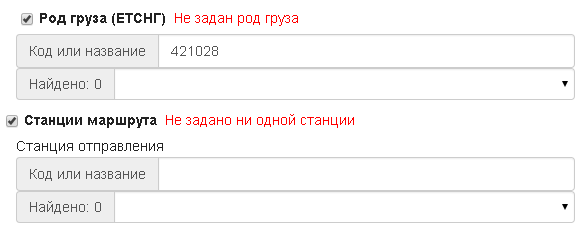 Род груза (ЕТСНГ) Не задан род груза
Код или название 421028
Найдено: 0
Станции маршрута Не задано ни одной станции
Станция отправления
Код или название
Найдено: 0